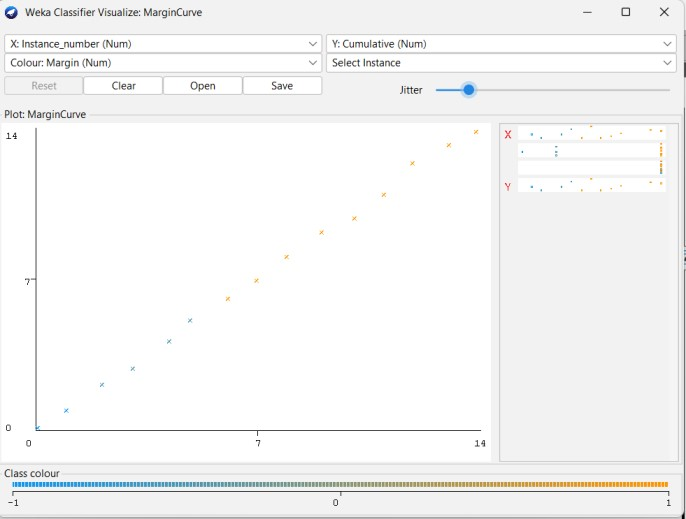 Weka Classifier Visualize: MarginCurve
X: Instance_number (Num) Y: Cumulative (Num)
Colour: Margin (Num) Select Instance
Reset Clear Open Save Jitter
Plot: MarginCurve
14
7
0
0 7 14
X
Y
Class colour
-1 0 1